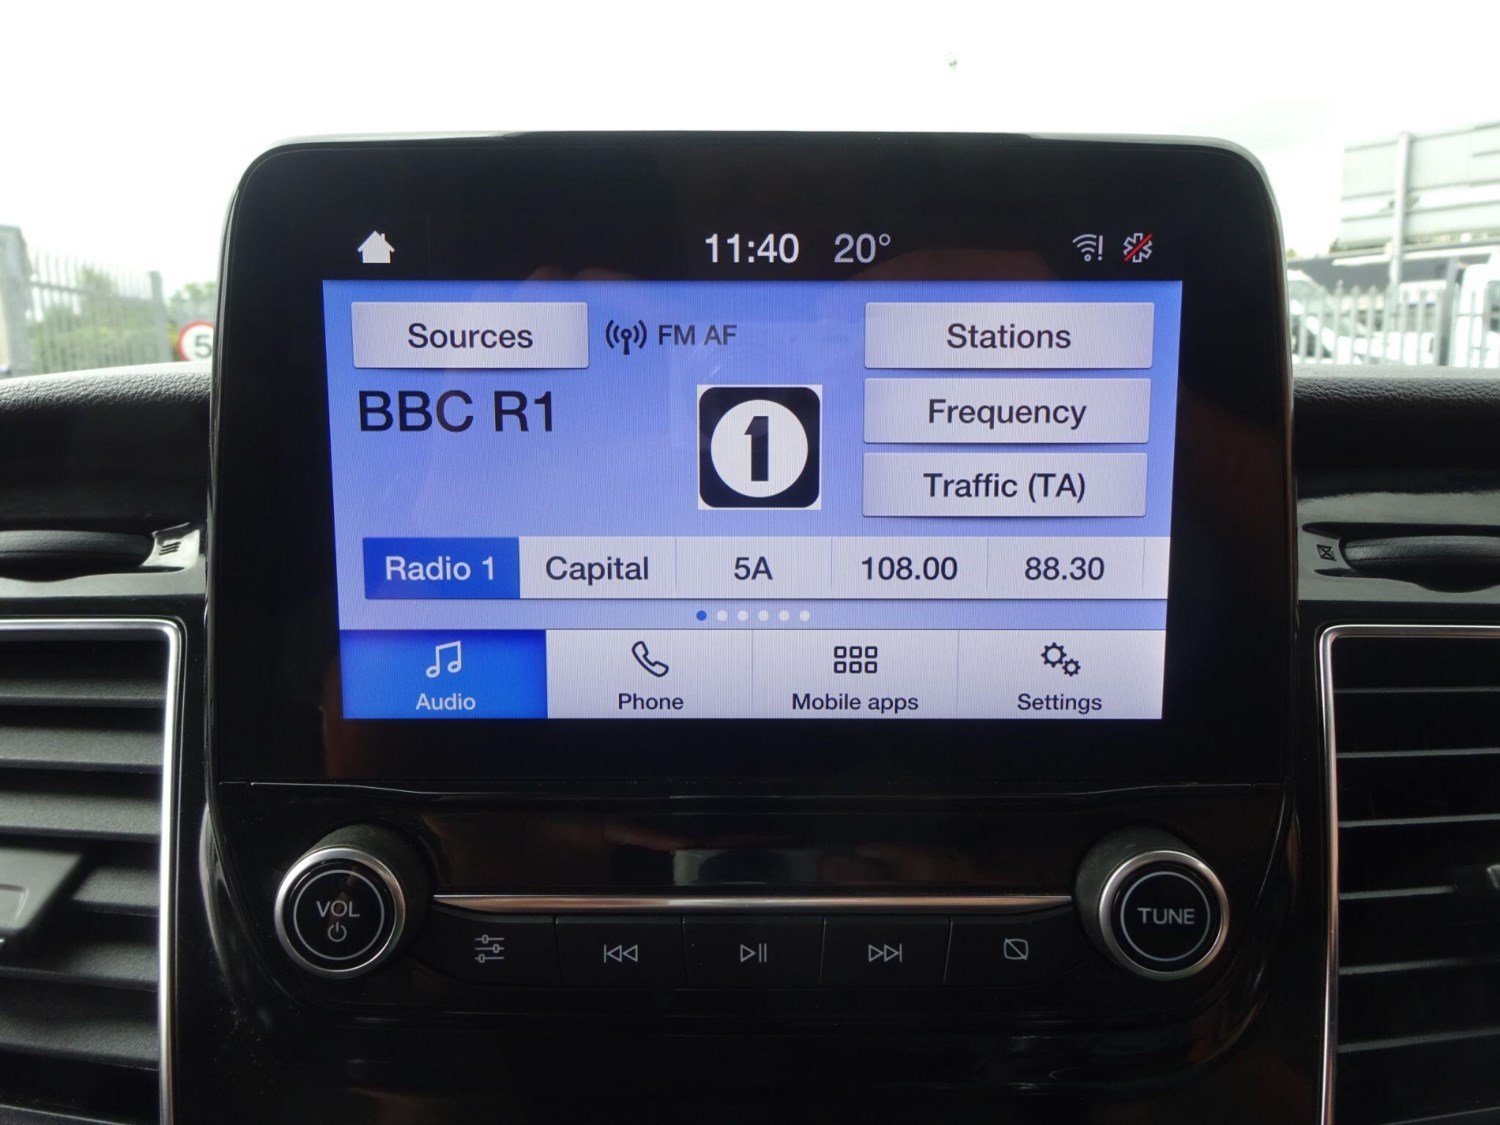 11:40 20°
Sources FM AF Stations
BBC R1
1
Frequency
Traffic (TA)
Radio 1 Capital 5A 108.00 88.30
Audio Phone Mobile apps Settings
VOL TUNE
5